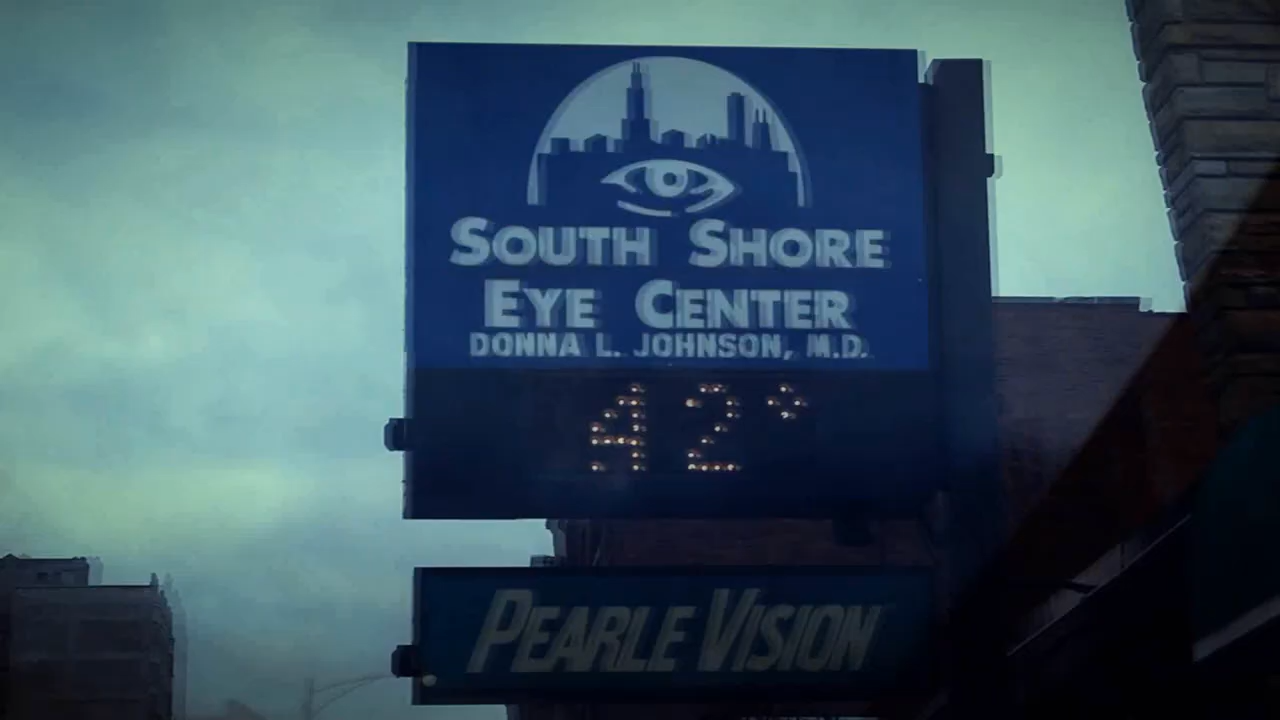 SOUTH SHORE
EYE CENTER
DONNA L. JOHNSON, M.D.
42°
PEARLE VISION